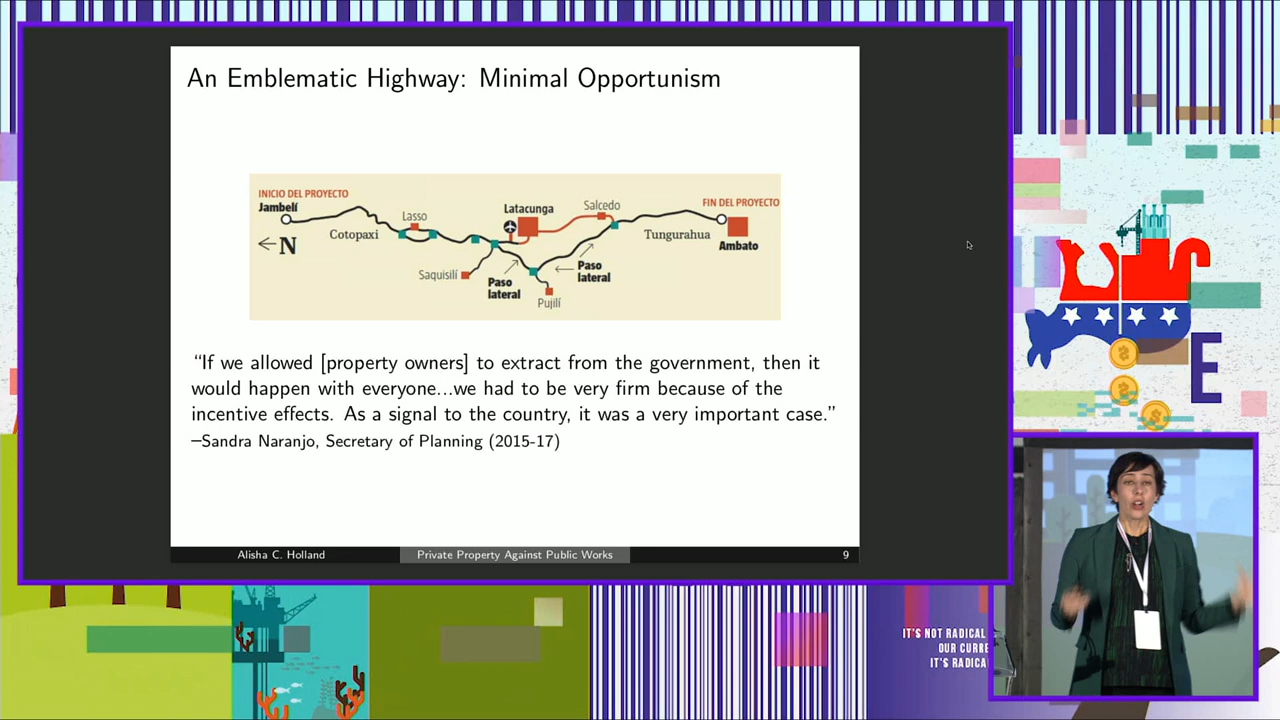 An Emblematic Highway: Minimal Opportunism
INICIO DEL PROYECTO
Jambelí
N
Cotopaxi
Lasso
Saquisilí
Latacunga
Salcedo
Paso
lateral
Pujilí
Paso
lateral
Tungurahua
FIN DEL PROYECTO
Ambato
“If we allowed [property owners] to extract from the government, then it
would happen with everyone...we had to be very firm because of the
incentive effects. As a signal to the country, it was a very important case.”
–Sandra Naranjo, Secretary of Planning (2015-17)
Alisha C. Holland
Private Property Against Public Works
9
E
IT'S NOT RADICAL
OUR CURRE
IT'S RADICA